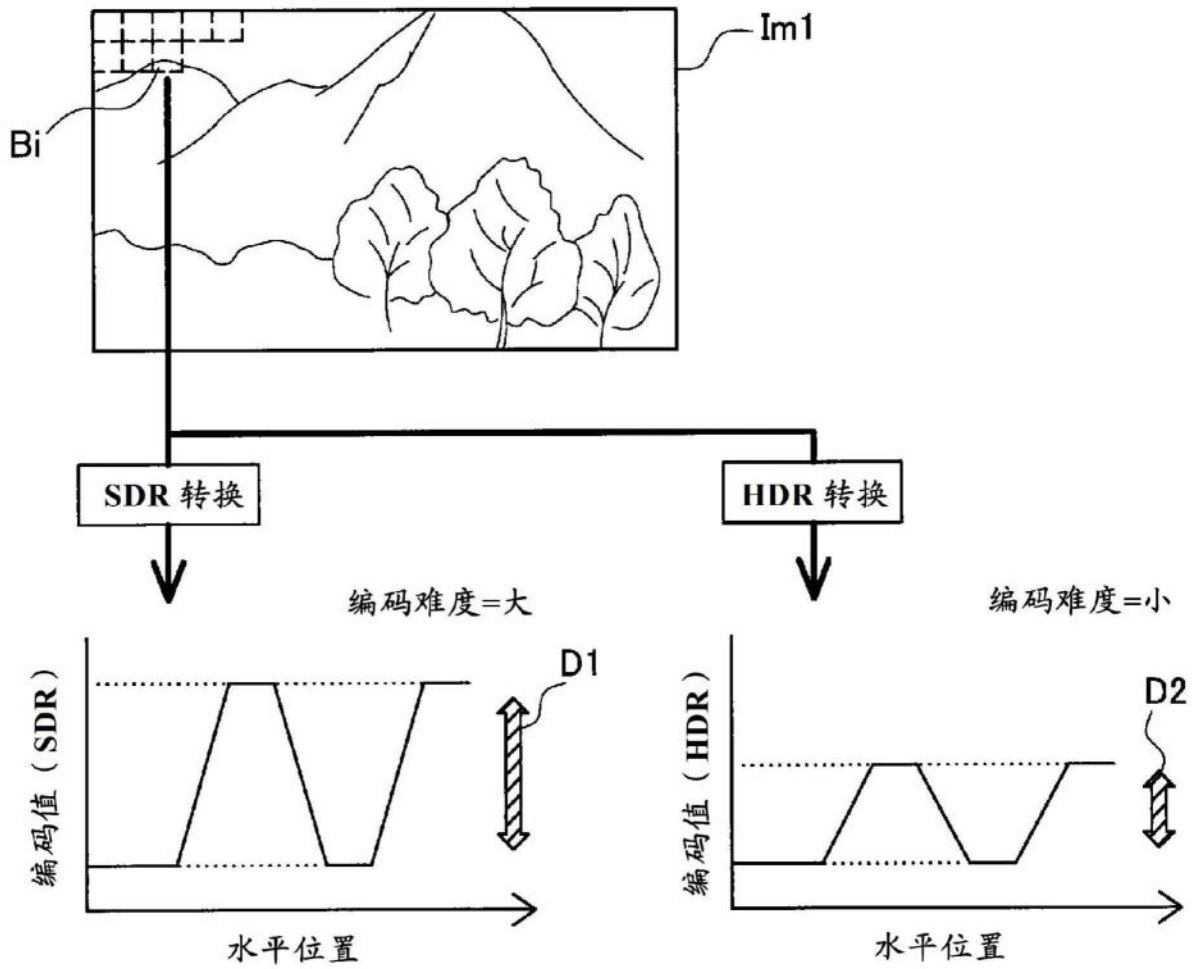 Im1
Bi
SDR 转换
HDR 转换
编码难度=大
编码难度=小
D1
D2
编码值（SDR）
编码值（HDR）
水平位置
水平位置